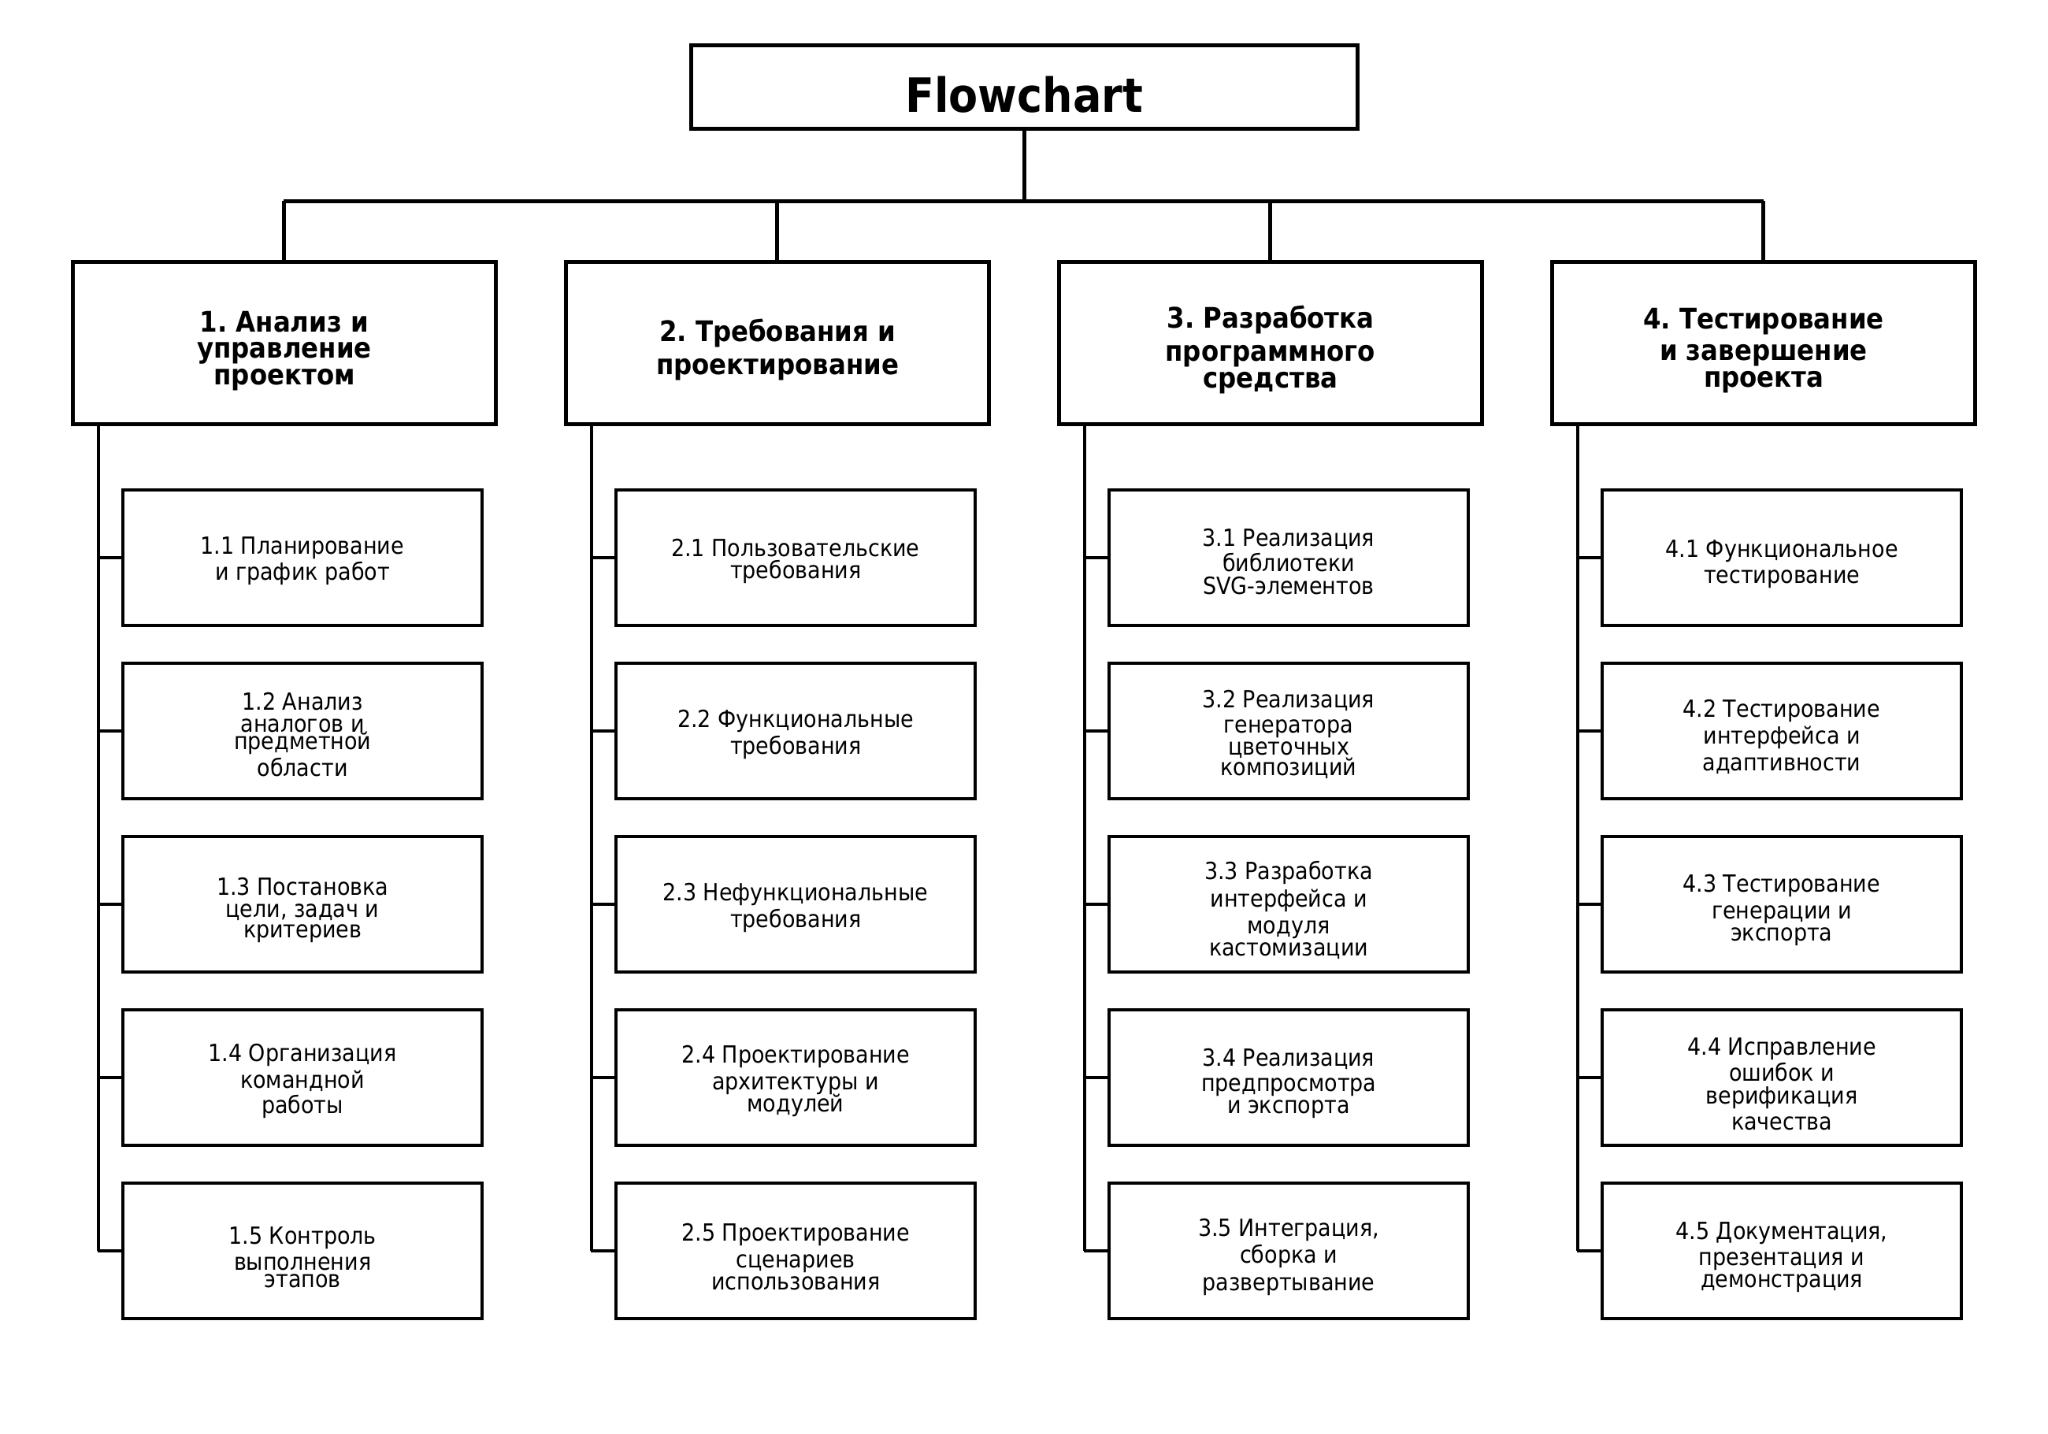 Flowchart
1. Анализ и
управление
проектом
2. Требования и
проектирование
3. Разработка
программного
средства
4. Тестирование
и завершение
проекта
1.1 Планирование
и график работ
1.2 Анализ
аналогов и
предметной
области
1.3 Постановка
цели, задач и
критериев
1.4 Организация
командной
работы
1.5 Контроль
выполнения
этапов
2.1 Пользовательские
требования
2.2 Функциональные
требования
2.3 Нефункциональные
требования
2.4 Проектирование
архитектуры и
модулей
2.5 Проектирование
сценариев
использования
3.1 Реализация
библиотеки
SVG-элементов
3.2 Реализация
генератора
цветочных
композиций
3.3 Разработка
интерфейса и
модуля
кастомизации
3.4 Реализация
предпросмотра
и экспорта
3.5 Интеграция,
сборка и
развертывание
4.1 Функциональное
тестирование
4.2 Тестирование
интерфейса и
адаптивности
4.3 Тестирование
генерации и
экспорта
4.4 Исправление
ошибок и
верификация
качества
4.5 Документация,
презентация и
демонстрация